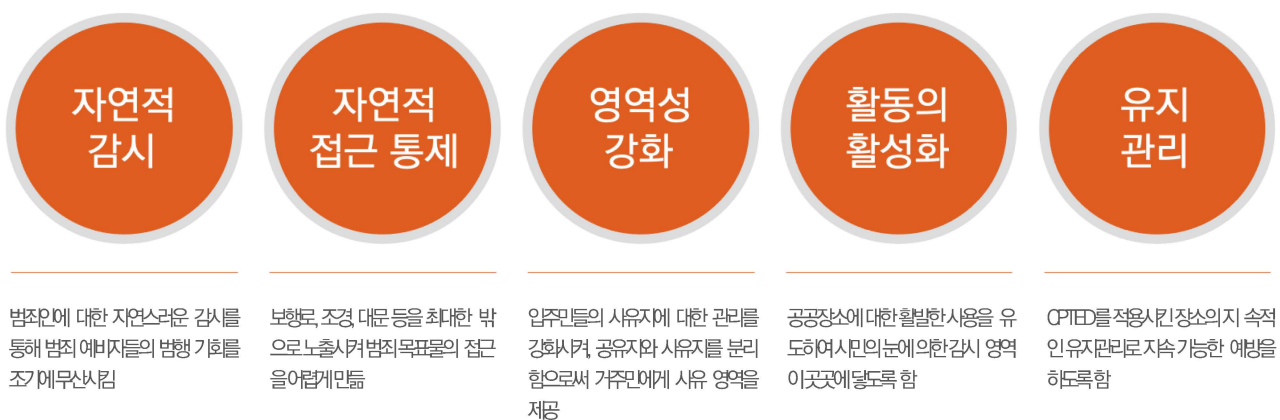 자연적
감시
자연적
접근 통제
영역성
강화
활동의
활성화
유지
관리
범죄인에 대한 자연스러운 감시를
통해 범죄 예비자들의 범행 기회를
조기에 무산시킴
보행로, 조경, 대문 등을 최대한 밖
으로 노출시켜 범죄 목표물의 접근
을 어렵게 만듦
입주민들의 사유지에 대한 관리를
강화시켜, 공유지와 사유지를 분리
함으로써 거주민에게 사유 영역을
제공
공공장소에 대한 활발한 사용을 유
도하여 시민의 눈에 의한 감시 영역
이 곳곳에 닿도록 함
CPTED를 적용시킨 장소의 지 속적
인 유지관리로 지속 가능한 예방을
하도록 함